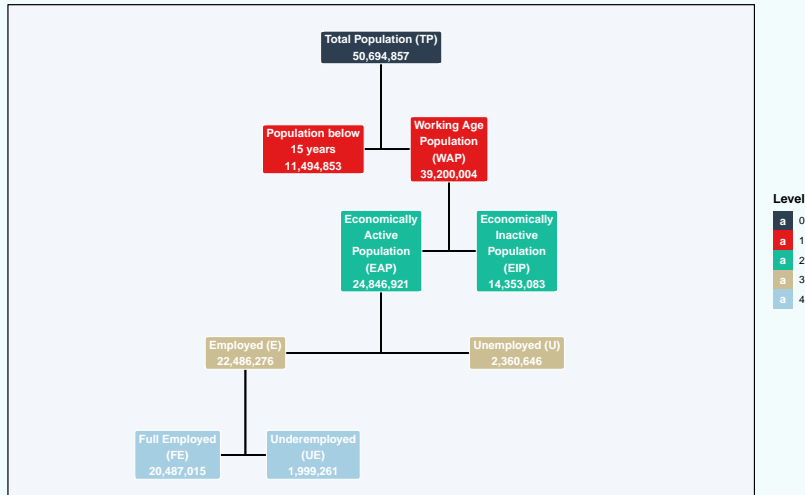 Total Population (TP)
50,694,857
Population below
15 years
11,494,853
Working Age
Population
(WAP)
39,200,004
Economically
Active
Population
(EAP)
24,846,921
Economically
Inactive
Population
(EIP)
14,353,083
Employed (E)
22,486,276
Unemployed (U)
2,360,646
Full Employed
(FE)
20,487,015
Underemployed
(UE)
1,999,261
Level
a 0
a 1
a 2
a 3
a 4